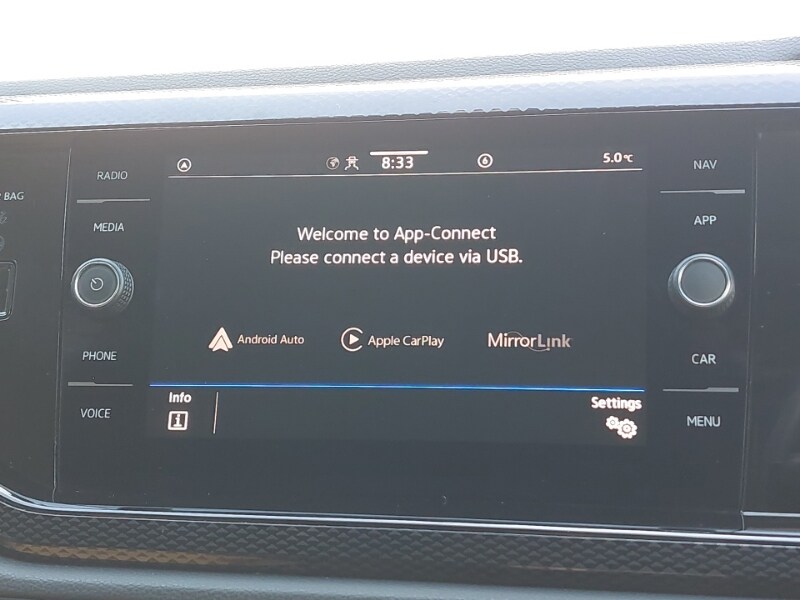 8:33
6
5.0°C
RADIO
MEDIA
PHONE
VOICE
BAG
Welcome to App-Connect
Please connect a device via USB.
Android Auto
Apple CarPlay
MirrorLink
Info
i
Settings
NAV
APP
CAR
MENU